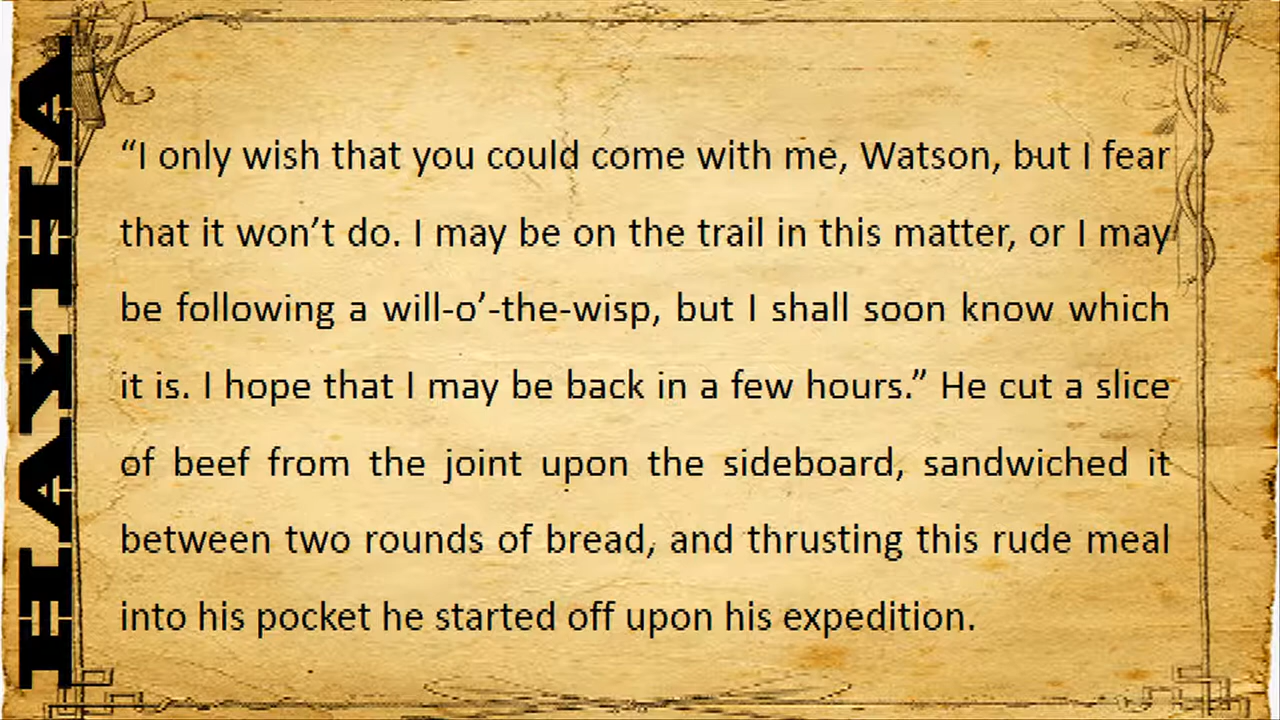 HAYHA
“I only wish that you could come with me, Watson, but I fear
that it won’t do. I may be on the trail in this matter, or I may
be following a will-o’-the-wisp, but I shall soon know which
it is. I hope that I may be back in a few hours.” He cut a slice
of beef from the joint upon the sideboard, sandwiched it
between two rounds of bread, and thrusting this rude meal
into his pocket he started off upon his expedition.